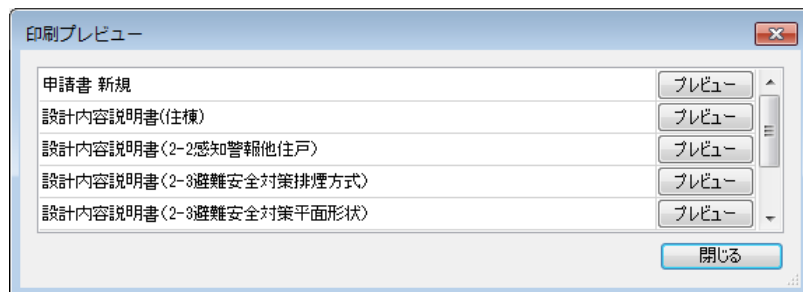 印刷プレビュー
申請書 新規 プレビュー
設計内容説明書(住棟) プレビュー
設計内容説明書(2-2感知警報他住戸) プレビュー
設計内容説明書(2-3避難安全対策排煙方式) プレビュー
設計内容説明書(2-3避難安全対策平面形状) プレビュー
閉じる